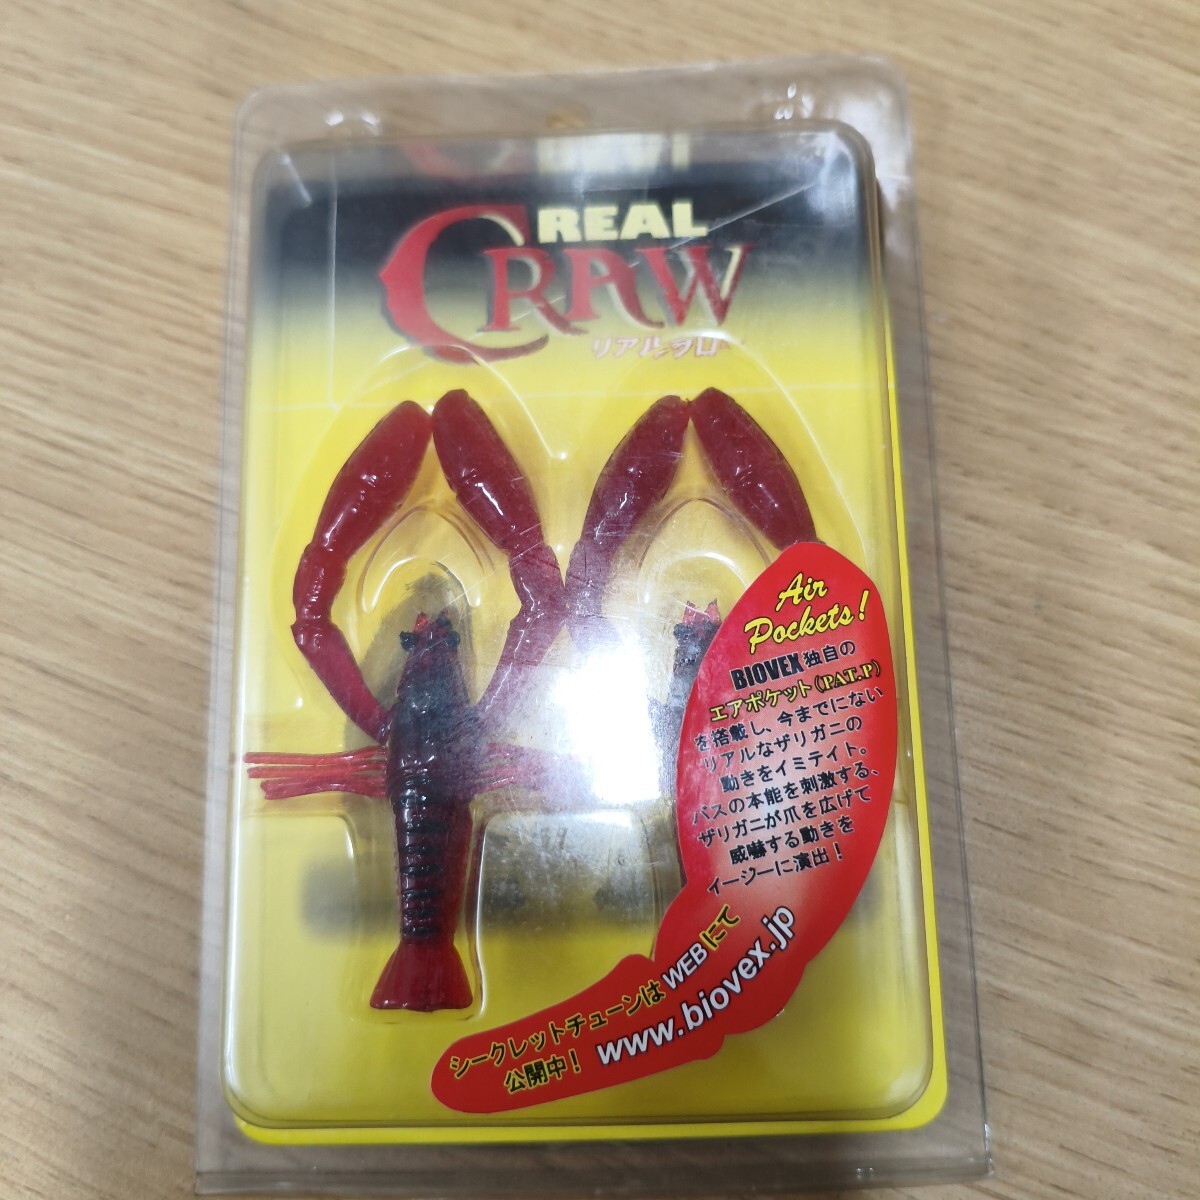 REAL
CRAW
リアルクロー
Air
Pockets!
BIOVEX独自の
エアポケット(PAT.P)
を搭載し、今までにない
リアルなザリガニの
動きをイミテイト。
バスの本能を刺激する、
ザリガニが爪を広げて
威嚇する動きを
イージーに演出!
シークレットチューンはWEBにて
公開中! www.biovex.jp